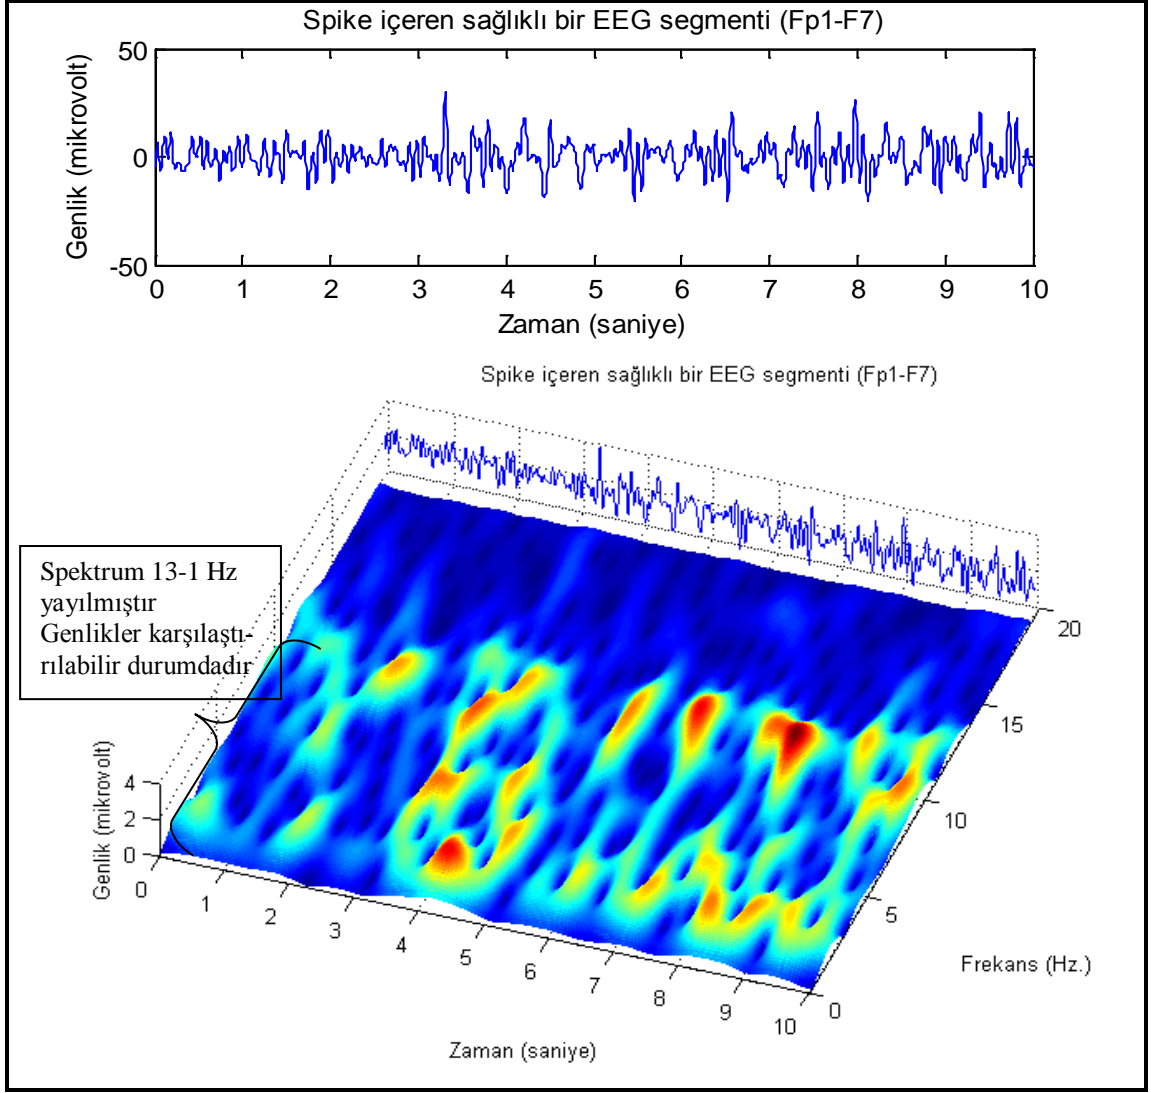 Spike içeren sağlıklı bir EEG segmenti (Fp1-F7)
50
0
-50
Genlik (mikrovolt)
0 1 2 3 4 5 6 7 8 9 10
Zaman (saniye)
Spike içeren sağlıklı bir EEG segmenti (Fp1-F7)
Spektrum 13-1 Hz
yayılmıştır
Genlikler karşılaştı-
rılabilir durumdadır
Genlik (mikrovolt)
4
2
0
0 1 2 3 4 5 6 7 8 9 10
Zaman (saniye)
20
15
10
5
0
Frekans (Hz.)